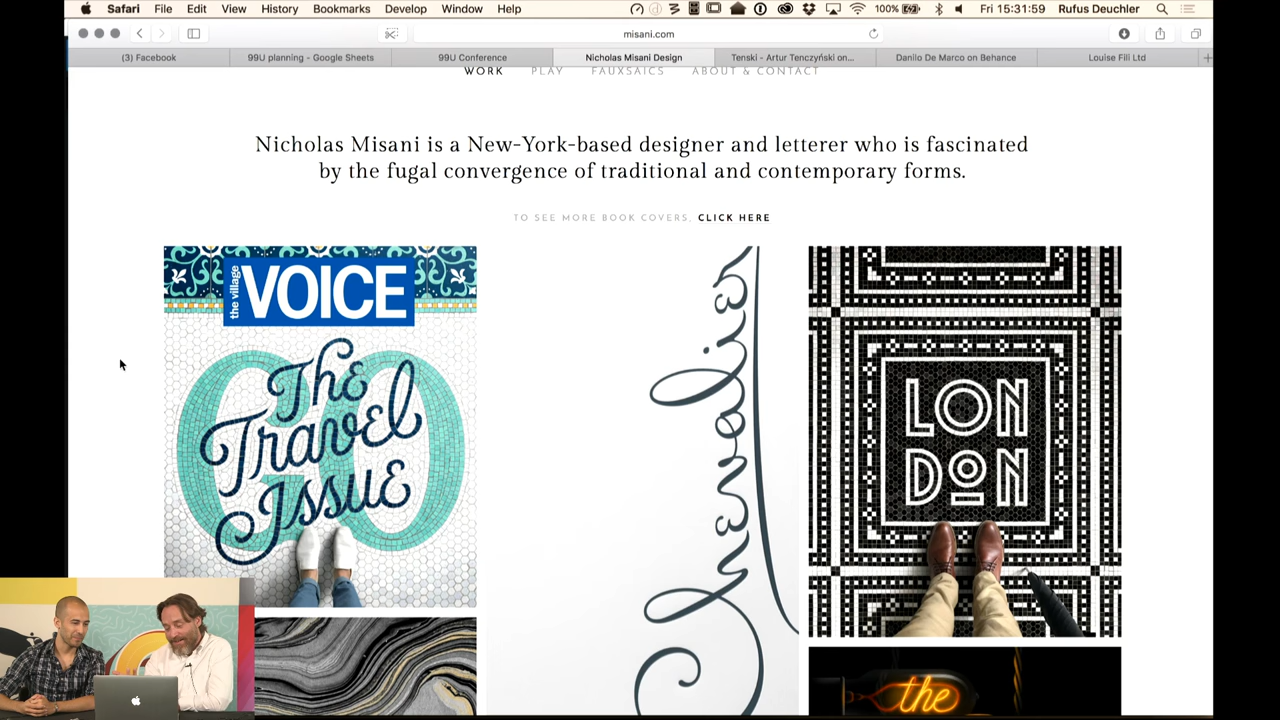 Safari File Edit View History Bookmarks Develop Window Help 100% Fri 15:31:59 Rufus Deuchler
misani.com
(3) Facebook 99U planning - Google Sheets 99U Conference Nicholas Misani Design Tenski - Artur Tenczyński on... Danilo De Marco on Behance Louise Fill Ltd
WORK PLAY FAUXSAICS ABOUT & CONTACT
Nicholas Misani is a New-York-based designer and letterer who is fascinated
by the fugal convergence of traditional and contemporary forms.
TO SEE MORE BOOK COVERS, CLICK HERE
the village VOICE
GO
The
Travel
Issue
Chevalier
LON
DON
the